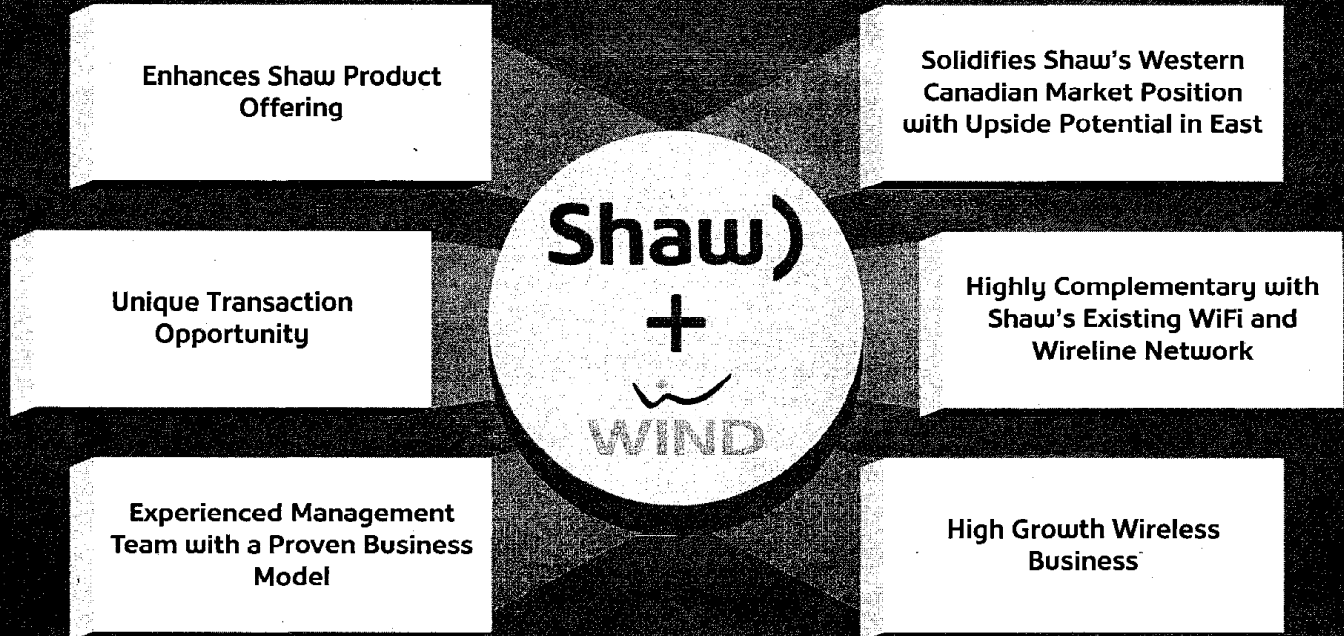 Enhances Shaw Product
Offering
Solidifies Shaw's Western
Canadian Market Position
with Upside Potential in East
Shaw)
+
WIND
Unique Transaction
Opportunity
Highly Complementary with
Shaw's Existing WiFi and
Wireline Network
Experienced Management
Team with a Proven Business
Model
High Growth Wireless
Business